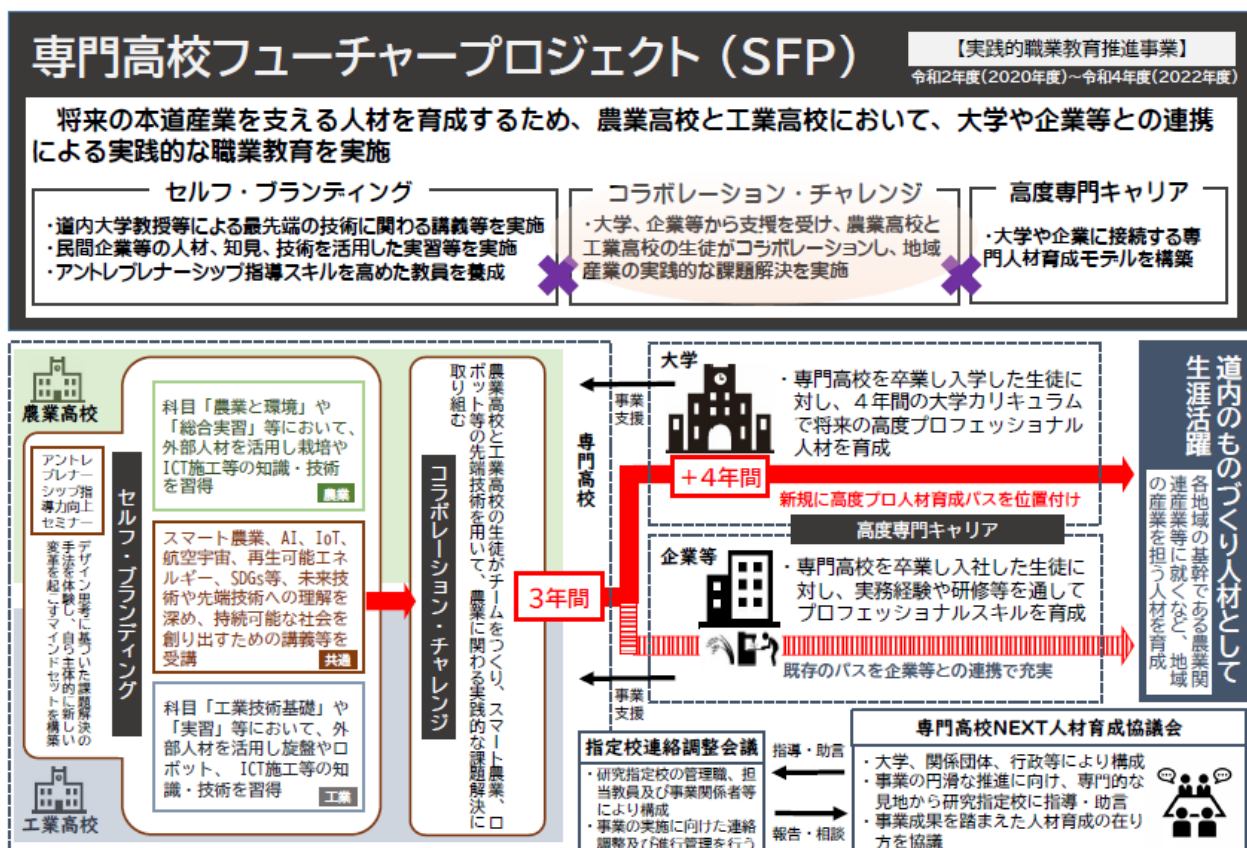 専門高校フューチャープロジェクト（SFP）
【実践的職業教育推進事業】
令和2年度(2020年度)～令和4年度(2022年度)
将来の本道産業を支える人材を育成するため、農業高校と工業高校において、大学や企業等との連携
による実践的な職業教育を実施
セルフ・ブランディング
・道内大学教授等による最先端の技術に関わる講義等を実施
・民間企業等の人材、知見、技術を活用した実習等を実施
・アントレプレナーシップ指導スキルを高めた教員を養成
コラボレーション・チャレンジ
・大学、企業等から支援を受け、農業高校と
工業高校の生徒がコラボレーションし、地域
産業の実践的な課題解決を実施
高度専門キャリア
・大学や企業に接続する専
門人材育成モデルを構築
農業高校
アントレ
プレナー
シップ指
導力向上
セミナー
デザイン思考に基づいた課題解決の
手法を体験し、自ら主体的に新しい
変革を起こすマインドセットを構築
工業高校
セルフ・ブランディング
科目「農業と環境」や
「総合実習」等において、
外部人材を活用し栽培や
ICT施工等の知識・技術
を習得
農業
スマート農業、AI、IoT、
航空宇宙、再生可能エネ
ルギー、SDGs等、未来技
術や先端技術への理解を
深め、持続可能な社会を
創り出すための講義等を
受講
共通
科目「工業技術基礎」や
「実習」等において、外
部人材を活用し旋盤やロ
ボット、 ICT施工等の知
識・技術を習得
工業
農業高校と工業高校の生徒がチームをつくり、スマート農業、ロ
ボット等の先端技術を用いて、農業に関わる実践的な課題解決に
取り組む
コラボレーション・チャレンジ
3年間
専門高校
事業
支援
事業
支援
大学
・専門高校を卒業し入学した生徒に
対し、４年間の大学カリキュラム
で将来の高度プロフェッショナル
人材を育成
+4年間
新規に高度プロ人材育成パスを位置付け
高度専門キャリア
企業等
・専門高校を卒業し入社した生徒に
対し、実務経験や研修等を通して
プロフェッショナルスキルを育成
既存のパスを企業等との連携で充実
道内のものづくり人材として
生涯活躍
各地域の基幹である農業関
連産業等に就くなど、地域
の産業を担う人材を育成
指定校連絡調整会議
・研究指定校の管理職、担
当教員及び事業関係者等
により構成
・事業の実施に向けた連絡
調整及び進行管理を行う
指導・助言
報告・相談
専門高校NEXT人材育成協議会
・大学、関係団体、行政等により構成
・事業の円滑な推進に向け、専門的な
見地から研究指定校に指導・助言
・事業成果を踏まえた人材育成の在り
方を協議